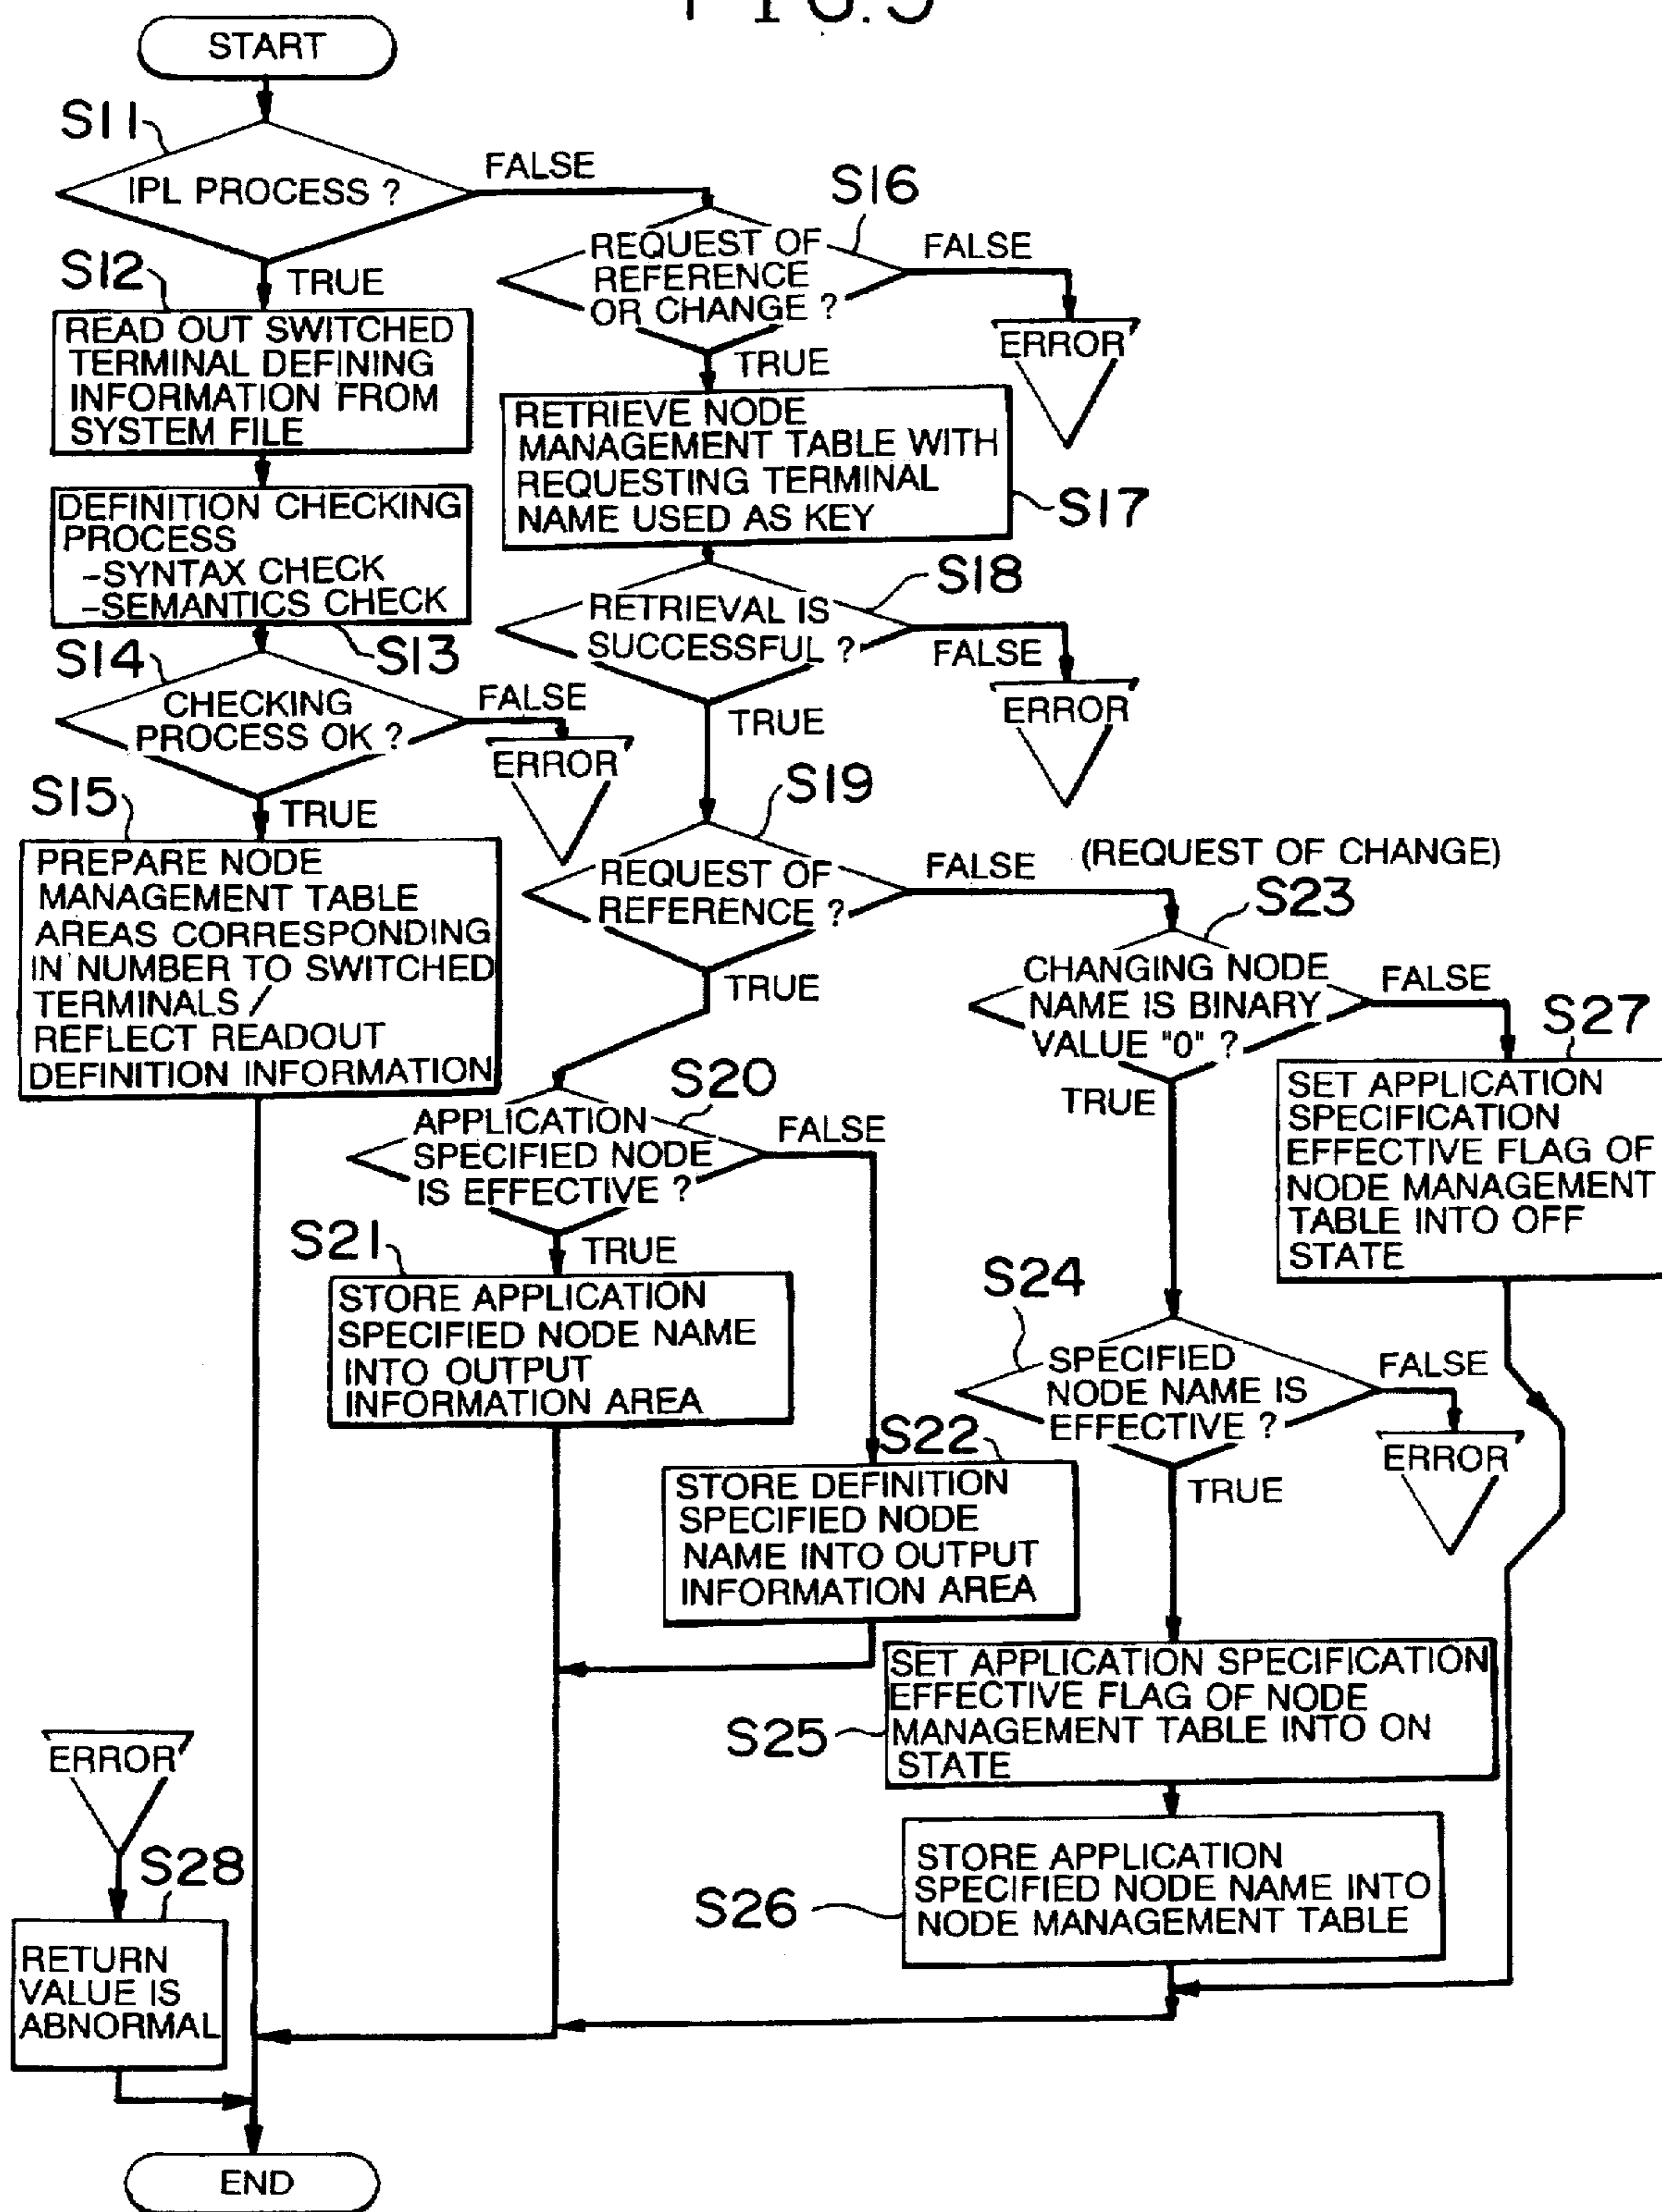 FIG. 5
START
S11
IPL PROCESS ?
FALSE
TRUE
S12
READ OUT SWITCHED
TERMINAL DEFINING
INFORMATION FROM
SYSTEM FILE
DEFINITION CHECKING
PROCESS
-SYNTAX CHECK
-SEMANTICS CHECK
S13
S14
CHECKING
PROCESS OK ?
FALSE
ERROR
TRUE
S15
PREPARE NODE
MANAGEMENT TABLE
AREAS CORRESPONDING
IN NUMBER TO SWITCHED
TERMINALS /
REFLECT READOUT
DEFINITION INFORMATION
S16
REQUEST OF
REFERENCE
OR CHANGE ?
FALSE
ERROR
TRUE
RETRIEVE NODE
MANAGEMENT TABLE WITH
REQUESTING TERMINAL
NAME USED AS KEY
S17
S18
RETRIEVAL IS
SUCCESSFUL ?
FALSE
ERROR
TRUE
S19
REQUEST OF
REFERENCE ?
FALSE
(REQUEST OF CHANGE)
TRUE
S20
APPLICATION
SPECIFIED NODE
IS EFFECTIVE ?
FALSE
TRUE
S21
STORE APPLICATION
SPECIFIED NODE NAME
INTO OUTPUT
INFORMATION AREA
S22
STORE DEFINITION
SPECIFIED NODE
NAME INTO OUTPUT
INFORMATION AREA
S23
CHANGING NODE
NAME IS BINARY
VALUE "0" ?
FALSE
TRUE
S27
SET APPLICATION
SPECIFICATION
EFFECTIVE FLAG OF
NODE MANAGEMENT
TABLE INTO OFF
STATE
S24
SPECIFIED
NODE NAME IS
EFFECTIVE ?
FALSE
ERROR
TRUE
SET APPLICATION SPECIFICATION
EFFECTIVE FLAG OF NODE
MANAGEMENT TABLE INTO ON
STATE
S25
STORE APPLICATION
SPECIFIED NODE NAME INTO
NODE MANAGEMENT TABLE
S26
ERROR
S28
RETURN
VALUE IS
ABNORMAL
END